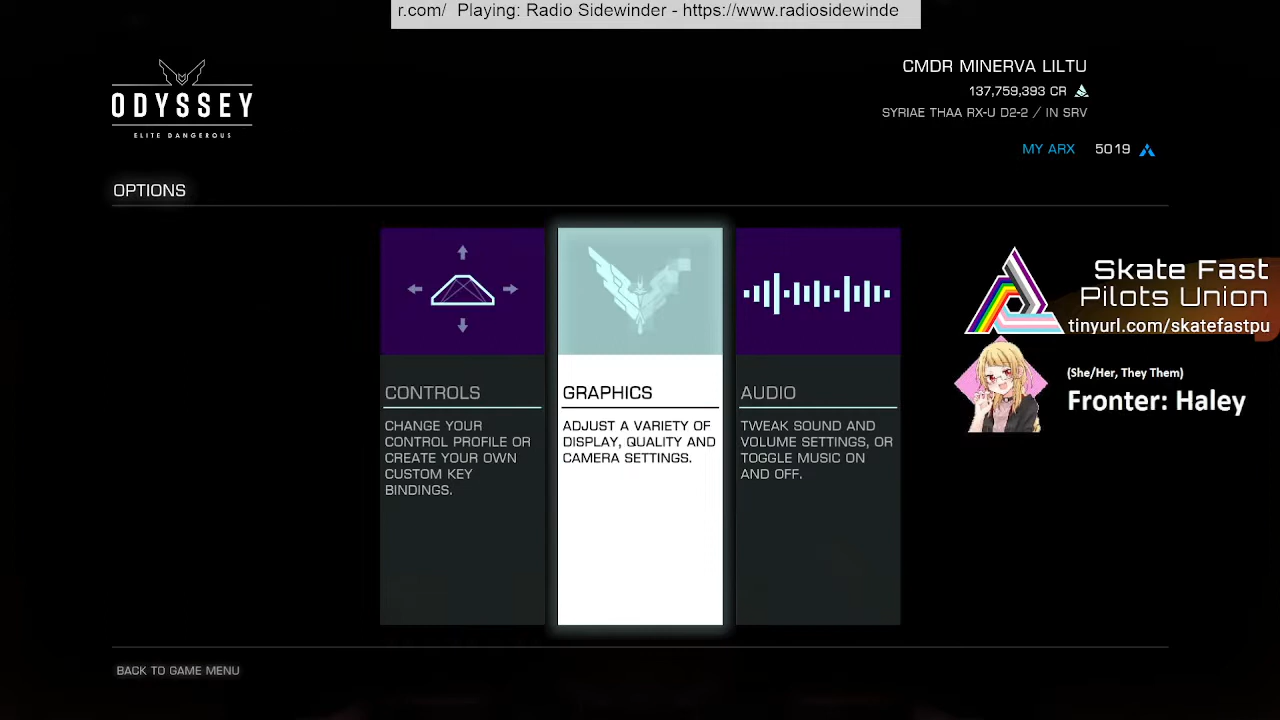 r.com/  Playing: Radio Sidewinder - https://www.radiosidewinde
ODYSSEY
ELITE DANGEROUS
CMDR MINERVA LILTU
137,759,393 CR
SYRIAE THAA RX-U D2-2 / IN SRV
MY ARX 5019
OPTIONS
CONTROLS
CHANGE YOUR
CONTROL PROFILE OR
CREATE YOUR OWN
CUSTOM KEY
BINDINGS.
GRAPHICS
ADJUST A VARIETY OF
DISPLAY, QUALITY AND
CAMERA SETTINGS.
AUDIO
TWEAK SOUND AND
VOLUME SETTINGS, OR
TOGGLE MUSIC ON
AND OFF.
Skate Fast
Pilots Union
tinyurl.com/skatefastpu
(She/Her, They Them)
Fronter: Haley
BACK TO GAME MENU